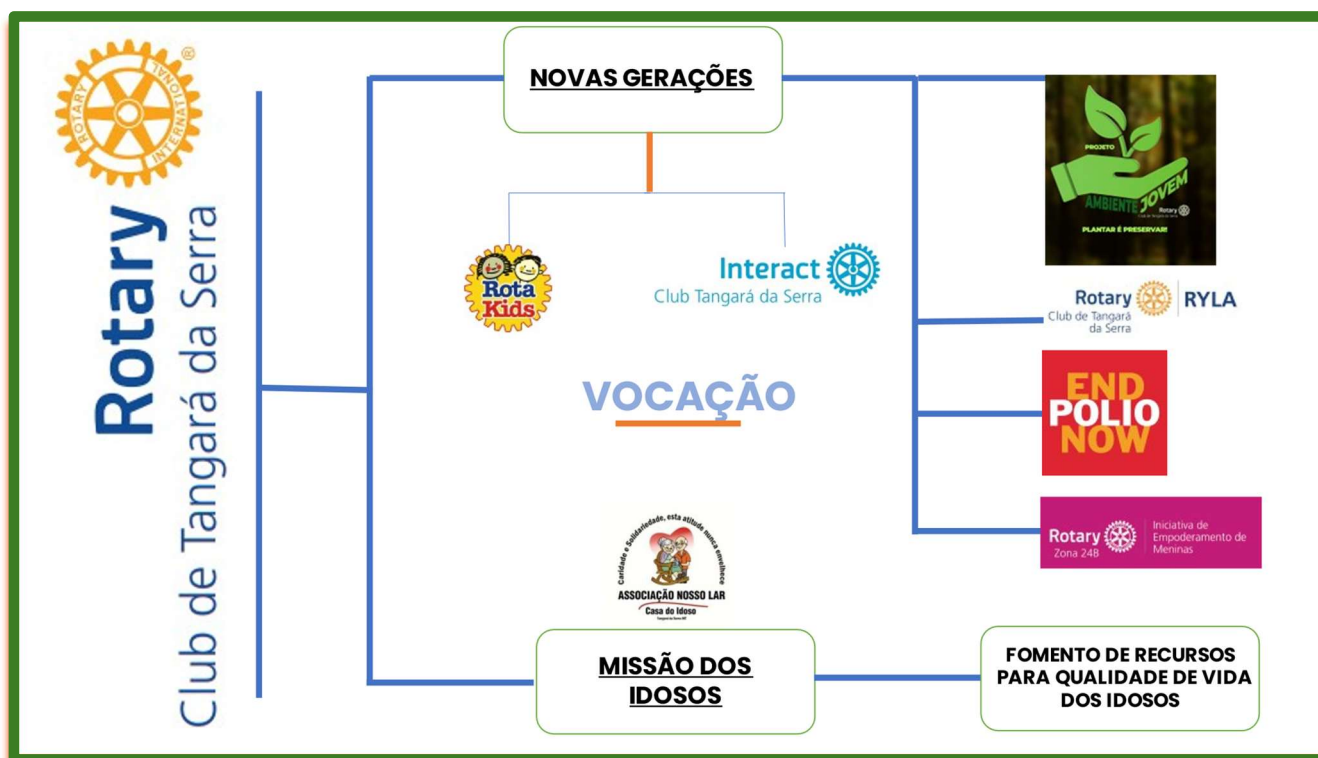 ROTARY
INTERNATIONAL
Rotary
Club de Tangará da Serra
NOVAS GERAÇÕES
Rota
Kids
Interact
Club Tangará da Serra
VOCAÇÃO
PROJETO
AMBIENTE JOVEM
Rotary
PLANTAR É PRESERVAR!
Rotary
RYLA
Club de Tangará
da Serra
END
POLIO
NOW
Rotary
Zona 24B
Iniciativa de
Empoderamento de
Meninas
Caridade e Solidariedade, esta atitude nunca envelhece
ASSOCIAÇÃO NOSSO LAR
Casa do Idoso
MISSÃO DOS
IDOSOS
FOMENTO DE RECURSOS
PARA QUALIDADE DE VIDA
DOS IDOSOS